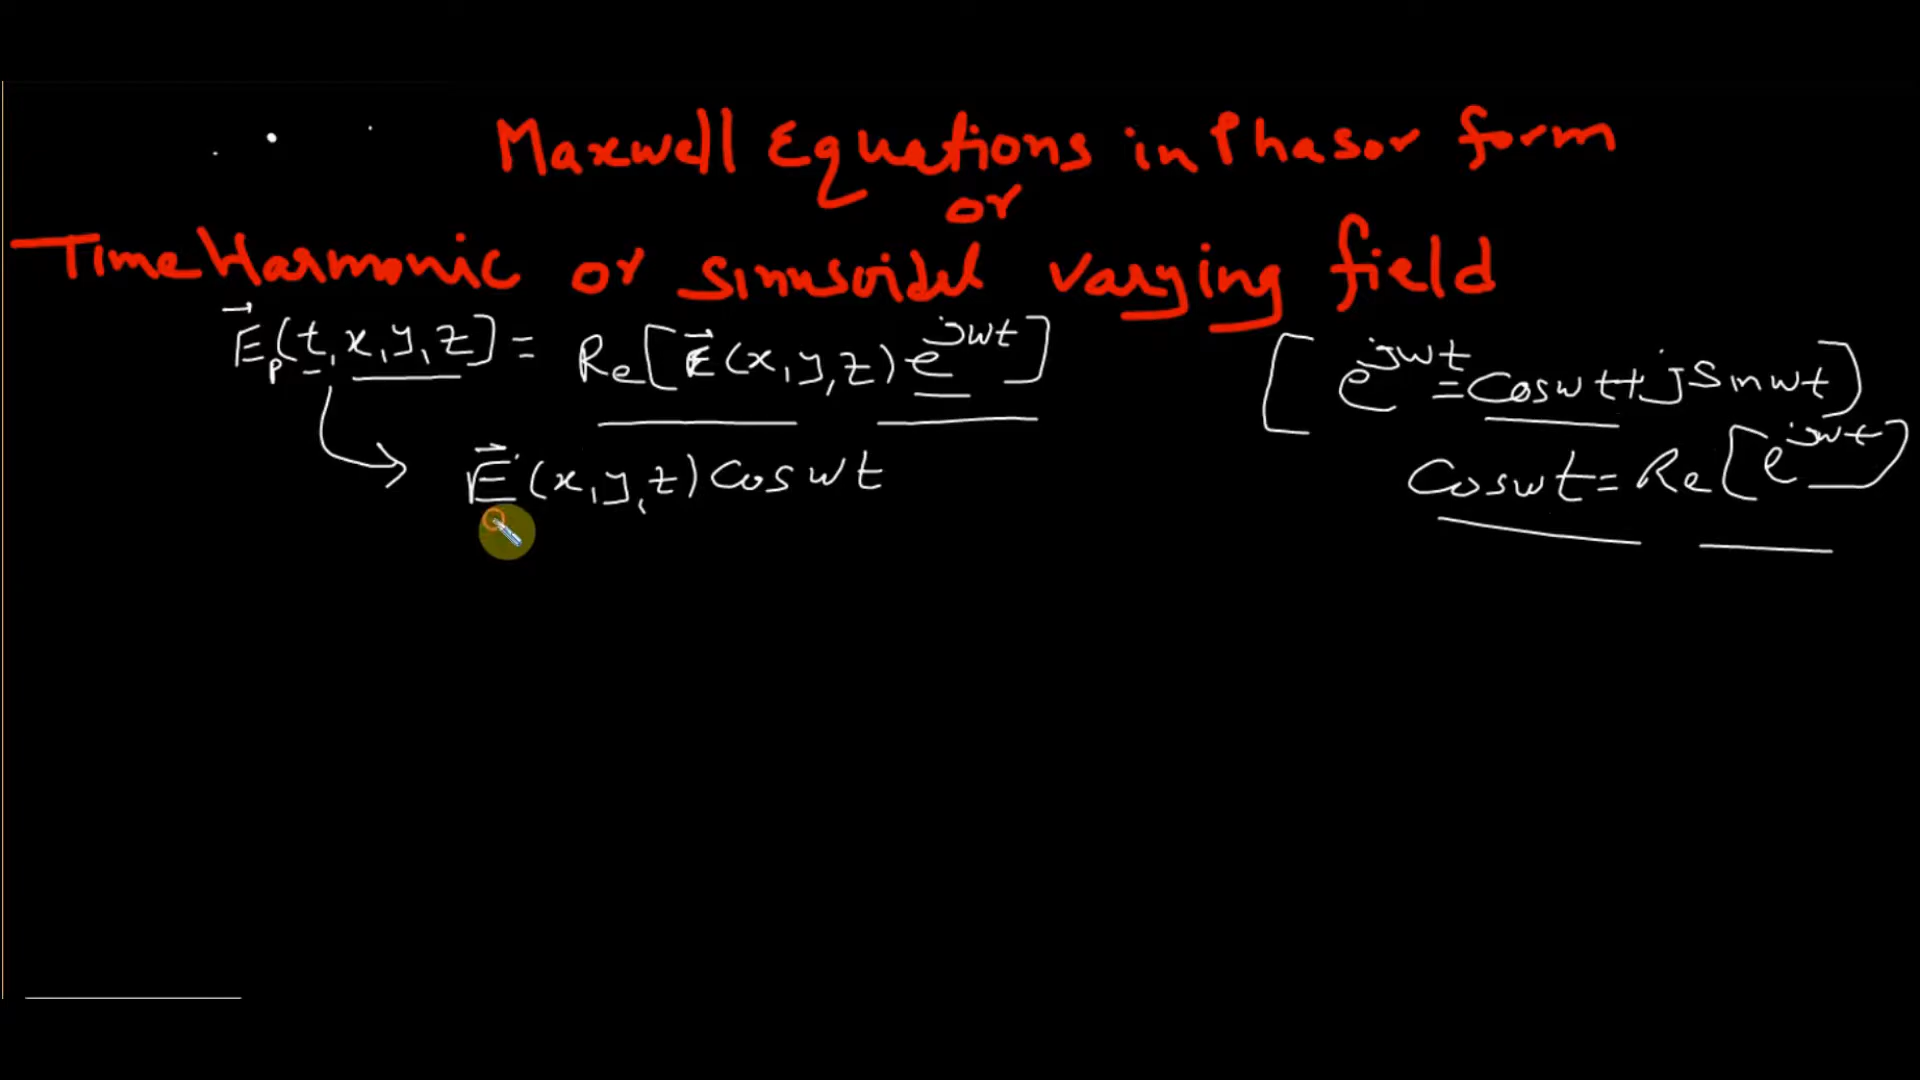 Maxwell Equations in Phasor form
or
Time Harmonic or sinusoidal varying field
E⃗p(t, x, y, z] = Re[E⃗(x, y, z) e^jwt]
[e^jwt = Coswt + jSinwt]
E⃗(x, y, z) Coswt
Coswt = Re[e^jwt]